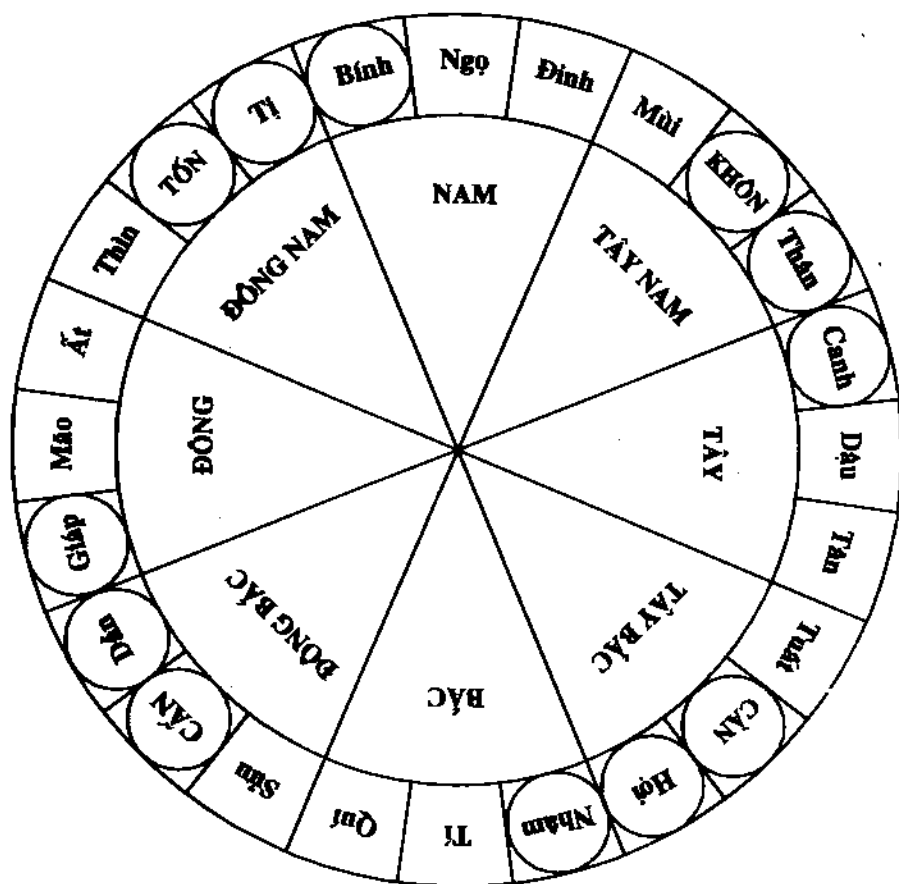 Bính
Ngọ
Đinh
Mùi
KHÔN
Thân
Canh
Dậu
Tân
Tuất
CÀN
Hợi
Nhâm
Tí
Quí
Sửu
CẤN
Dần
Giáp
Mão
Ất
Thìn
TỐN
Tị
NAM
TÂY NAM
TÂY
TÂY BẮC
BẮC
ĐÔNG BẮC
ĐÔNG
ĐÔNG NAM